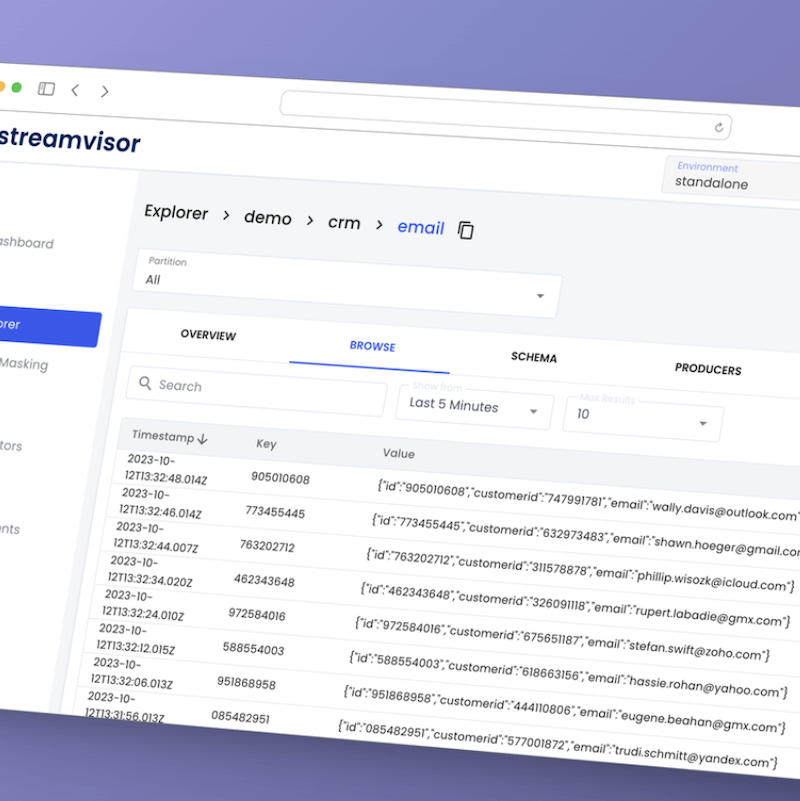 streamvisor
Environment
standalone
Explorer > demo > crm > email
ashboard
orer
Masking
tors
nts
Partition
All
OVERVIEW BROWSE SCHEMA PRODUCERS
Search
Show from
Last 5 Minutes
Max Results
10
Timestamp Key Value
2023-10-
12T13:32:48.014Z 905010608 {"id":"905010608","customerid":"747991781","email":"wally.davis@outlook.com"
2023-10-
12T13:32:46.014Z 773455445 {"id":"773455445","customerid":"632973483","email":"shawn.hoeger@gmail.com
2023-10-
12T13:32:44.007Z 763202712 {"id":"763202712","customerid":"311578878","email":"phillip.wisozk@icloud.com"}
2023-10-
12T13:32:34.020Z 462343648 {"id":"462343648","customerid":"326091118","email":"rupert.labadie@gmx.com"}
2023-10-
12T13:32:24.010Z 972584016 {"id":"972584016","customerid":"675651187","email":"stefan.swift@zoho.com"}
2023-10-
12T13:32:12.015Z 588554003 {"id":"588554003","customerid":"618663156","email":"hassie.rohan@yahoo.com"}
2023-10-
12T13:32:06.013Z 951868958 {"id":"951868958","customerid":"444110806","email":"eugene.beahan@gmx.com"}
2023-10-
12T13:31:56.013Z 085482951 {"id":"085482951","customerid":"577001872","email":"trudi.schmitt@yandex.com"}